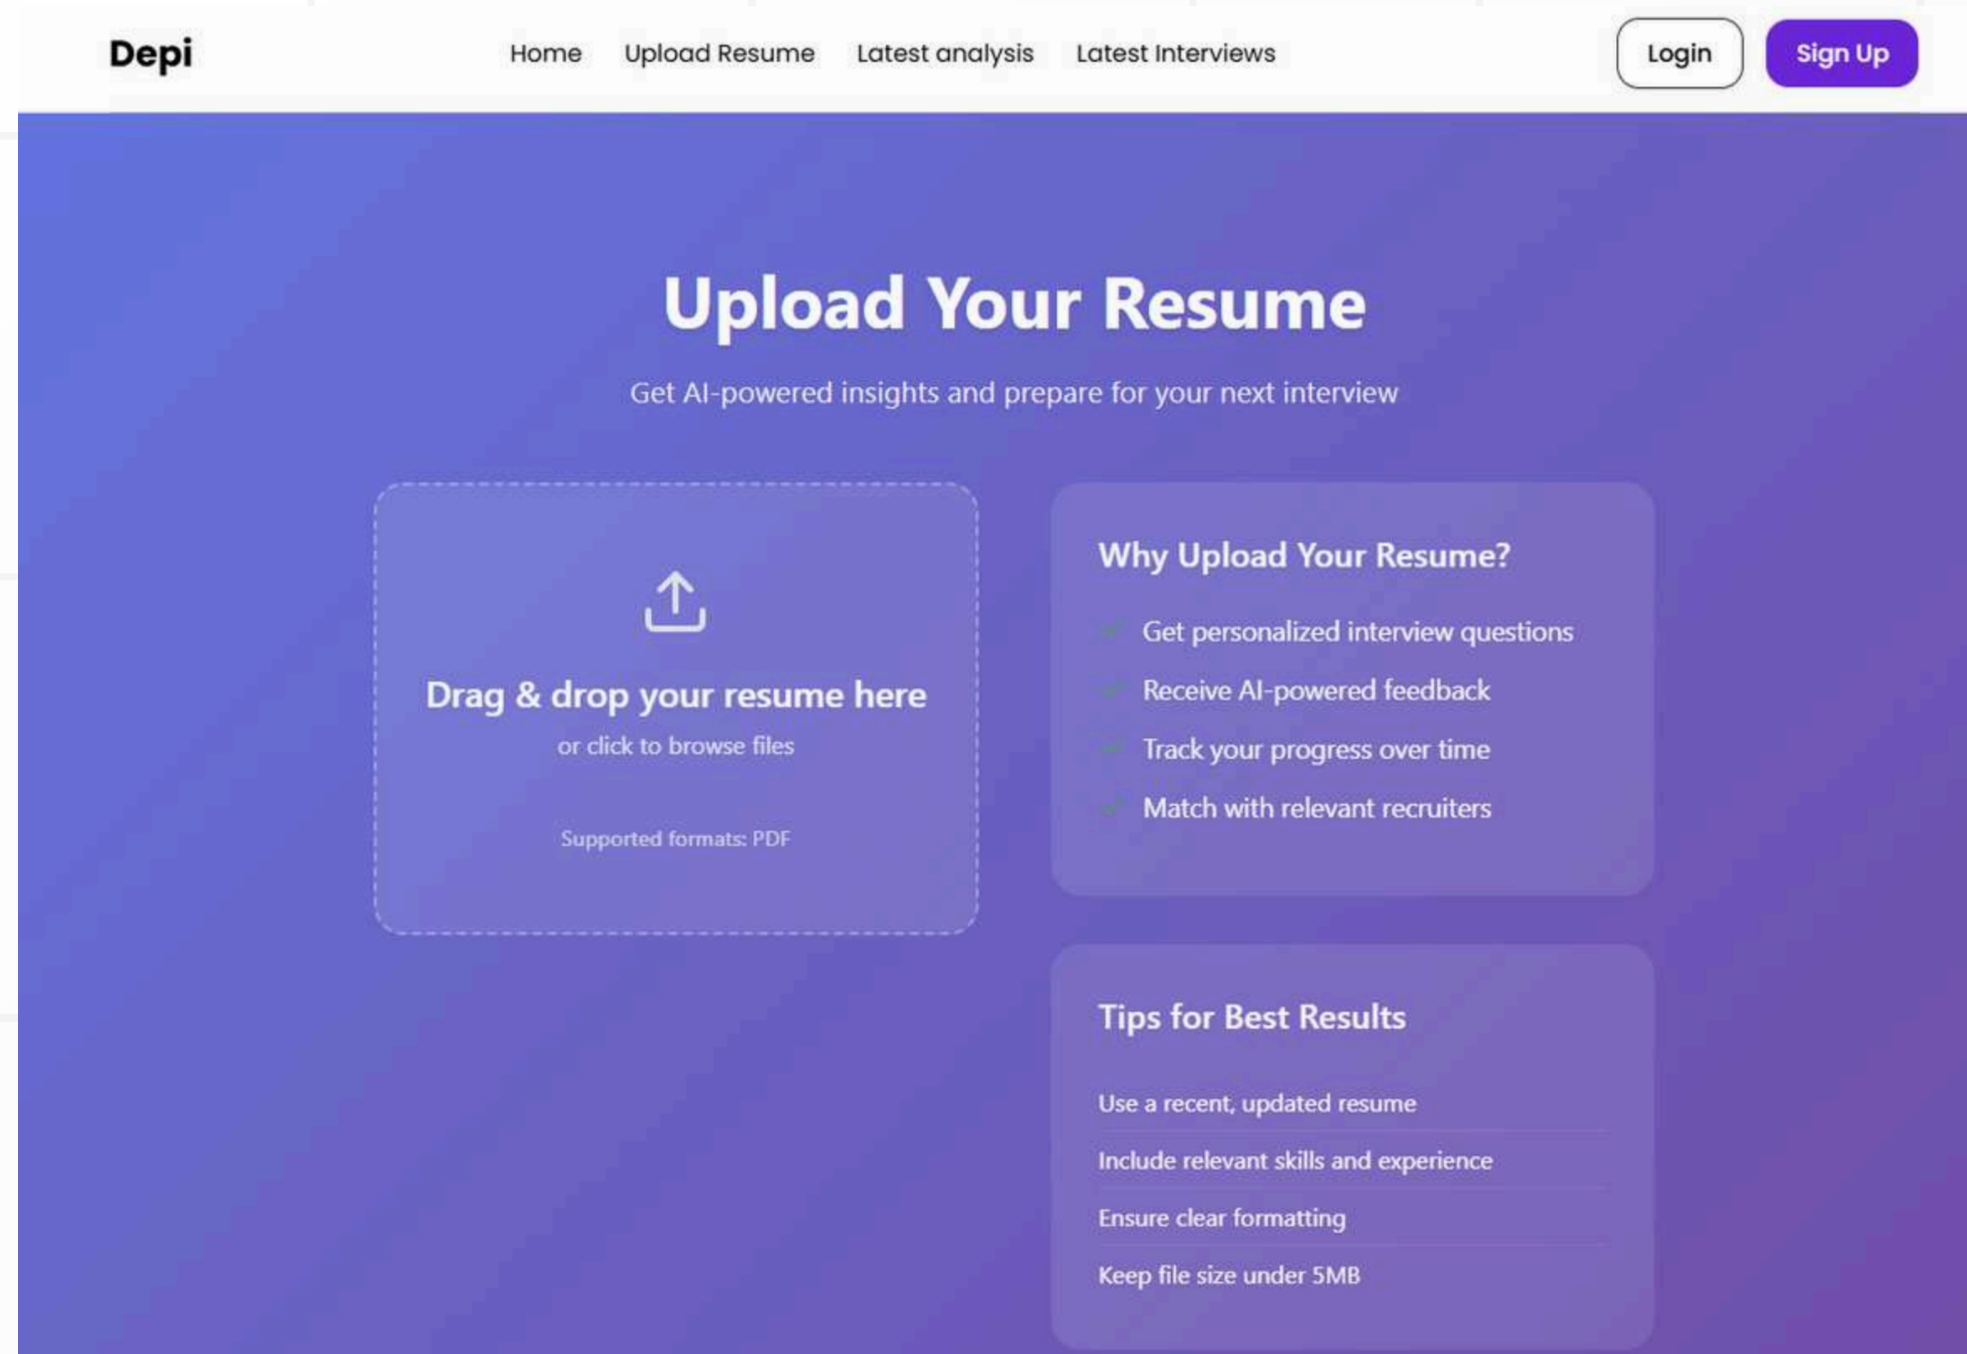 Depi
Home
Upload Resume
Latest analysis
Latest Interviews
Login
Sign Up
Upload Your Resume
Get AI-powered insights and prepare for your next interview
Drag & drop your resume here
or click to browse files
Supported formats: PDF
Why Upload Your Resume?
Get personalized interview questions
Receive AI-powered feedback
Track your progress over time
Match with relevant recruiters
Tips for Best Results
Use a recent, updated resume
Include relevant skills and experience
Ensure clear formatting
Keep file size under 5MB